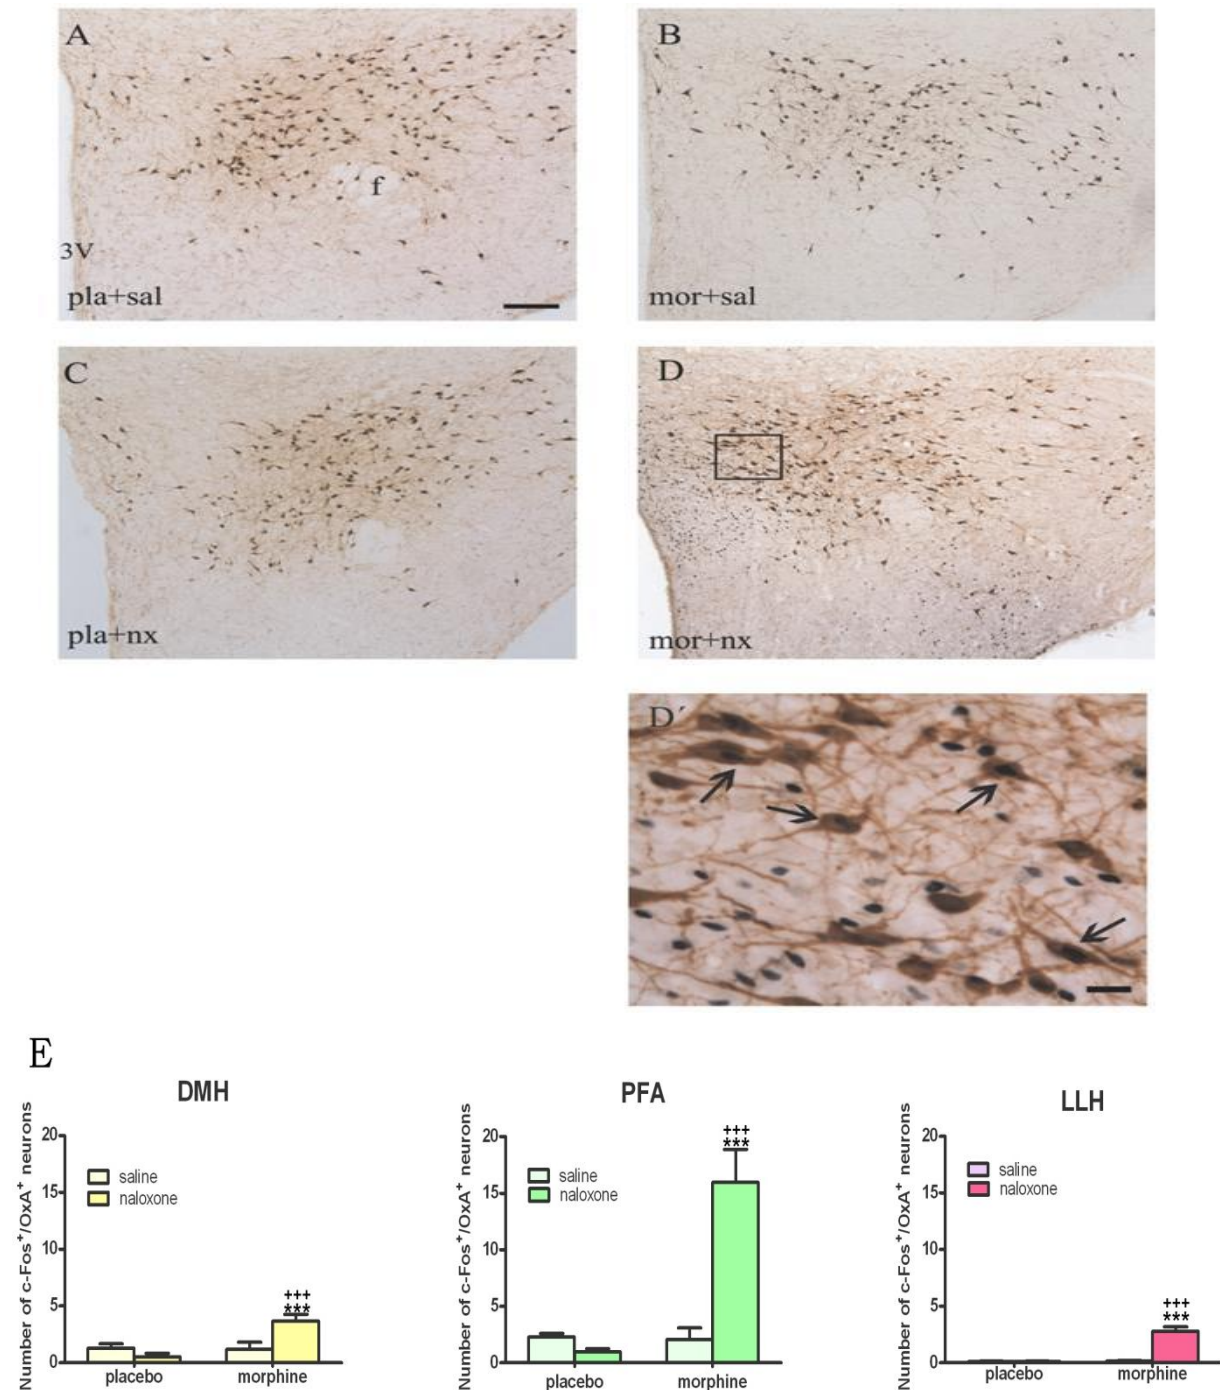 A
f
3V
pla+sal
B
mor+sal
C
pla+nx
D
mor+nx
D´
E
DMH
Number of c-Fos⁺/OxA⁺ neurons
20
15
10
5
0
saline
naloxone
+++
***
placebo
morphine
PFA
Number of c-Fos⁺/OxA⁺ neurons
20
15
10
5
0
saline
naloxone
+++
***
placebo
morphine
LLH
Number of c-Fos⁺/OxA⁺ neurons
20
15
10
5
0
saline
naloxone
+++
***
placebo
morphine